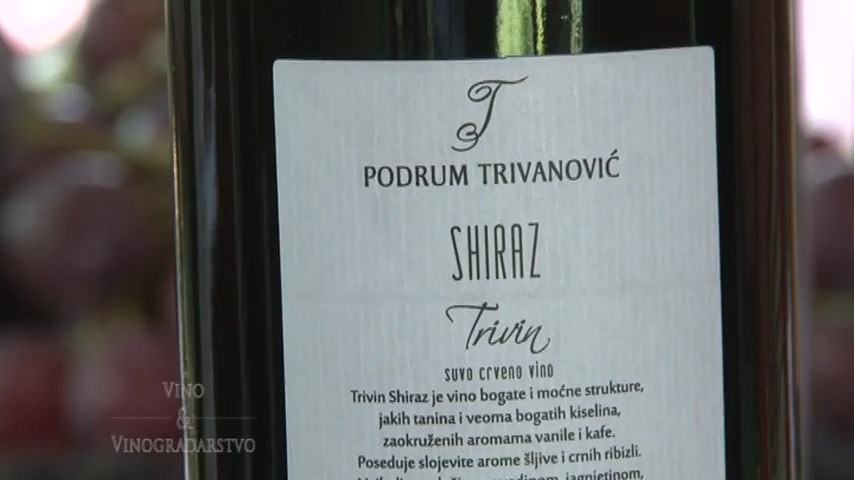 T
PODRUM TRIVANOVIĆ
SHIRAZ
Trivin
suvo crveno vino
Trivin Shiraz je vino bogate i moćne strukture,
jakih tanina i veoma bogatih kiselina,
zaokruženih aromama vanile i kafe.
Poseduje slojevite arome šljive i crnih ribizli.
jagnjetinom,
VINO
&
VINOGRADARSTVO